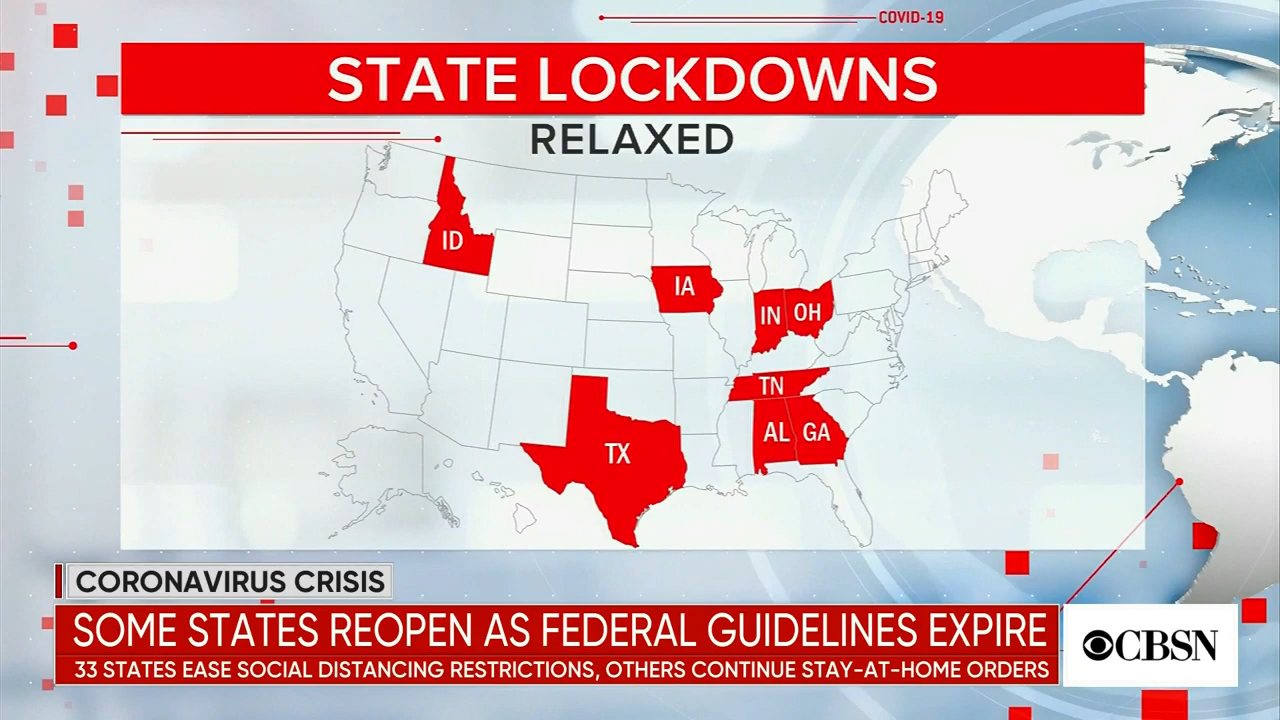 COVID-19
STATE LOCKDOWNS
RELAXED
ID
IA
IN
OH
TN
AL
GA
TX
CORONAVIRUS CRISIS
SOME STATES REOPEN AS FEDERAL GUIDELINES EXPIRE
33 STATES EASE SOCIAL DISTANCING RESTRICTIONS, OTHERS CONTINUE STAY-AT-HOME ORDERS
CBSN